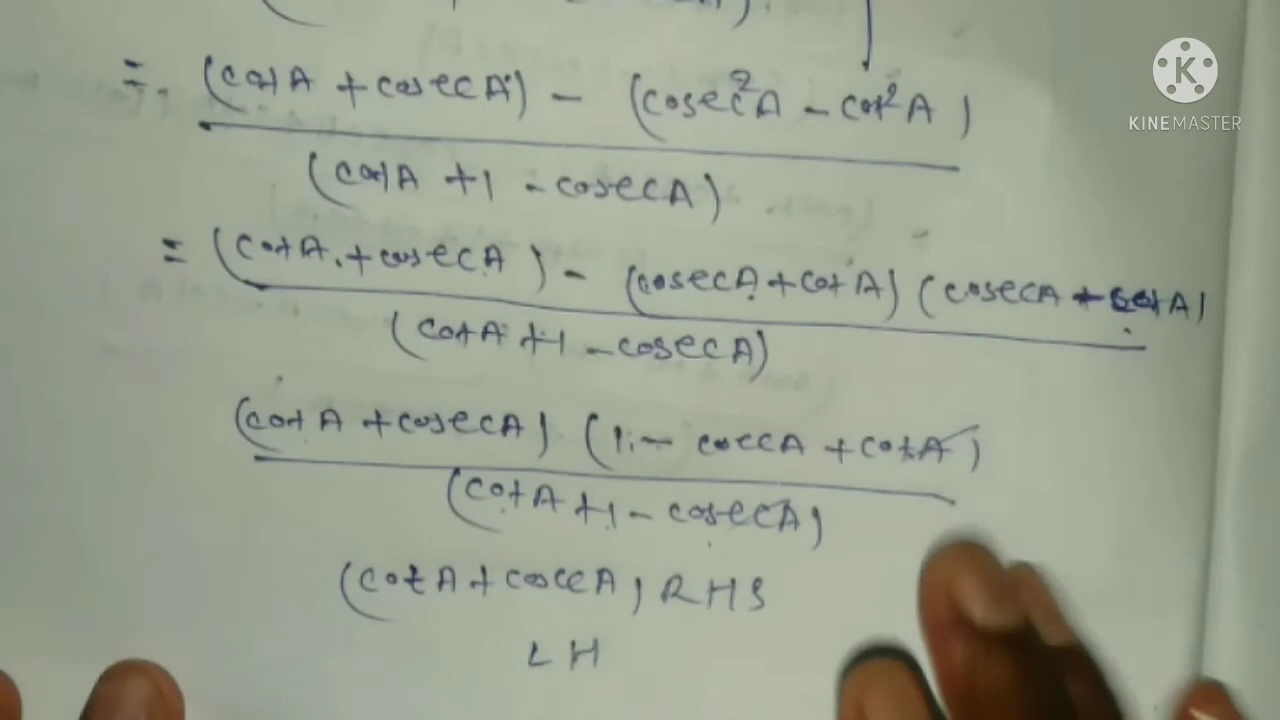 = (cotA + cosecA) - (cosec²A - cot²A)
(cotA + 1 - cosecA)
KINEMASTER
= (cotA + cosecA) - (cosecA + cotA) (cosecA - cotA)
(cotA + 1 - cosecA)
(cotA + cosecA) (1 - coecA + cotA)
(cotA + 1 - cosecA)
(cotA + cosecA) RHS
LH